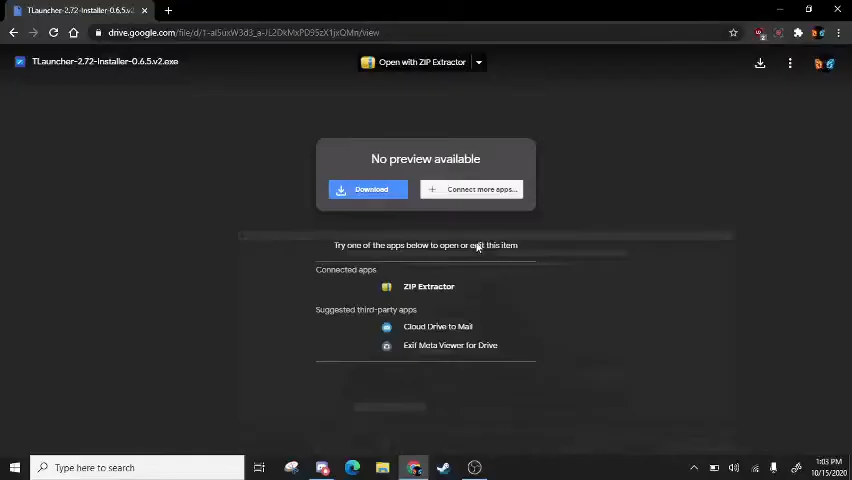 TLauncher-2.72-Installer-0.6.5.v2
drive.google.com/file/d/1-al5uxW3d3_a-JL2DkMxPD95zX1jxQMn/view
TLauncher-2.72-Installer-0.6.5.v2.exe
Open with ZIP Extractor
No preview available
Download
Connect more apps...
Try one of the apps below to open or edit this item
Connected apps
ZIP Extractor
Suggested third-party apps
Cloud Drive to Mail
Exif Meta Viewer for Drive
Type here to search
1:03 PM
10/15/2020